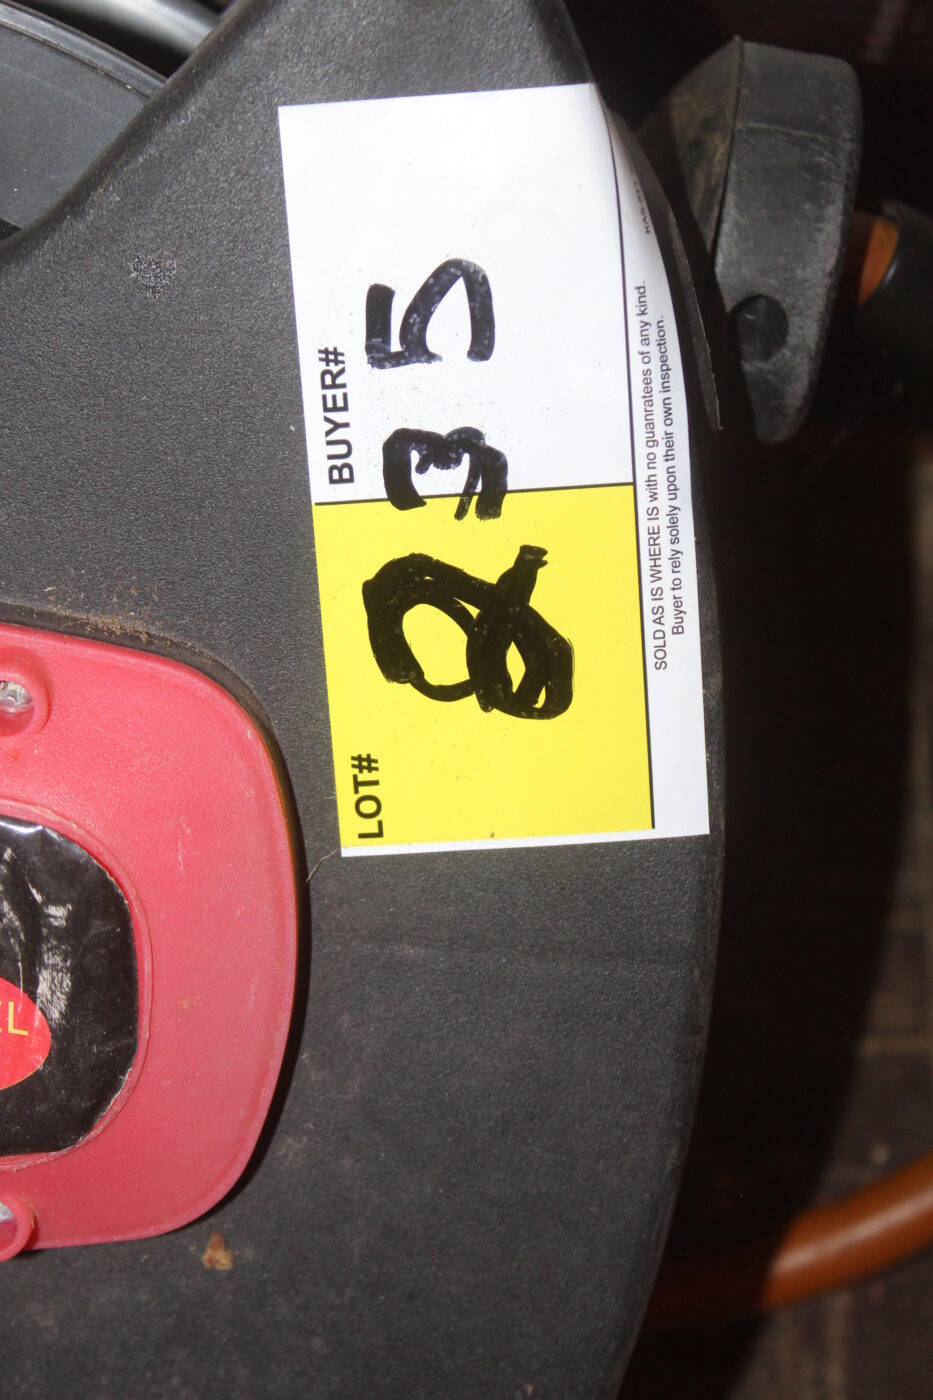 LOT# BUYER#
835
SOLD AS IS WHERE IS with no guanratees of any kind.
Buyer to rely solely upon their own inspection.